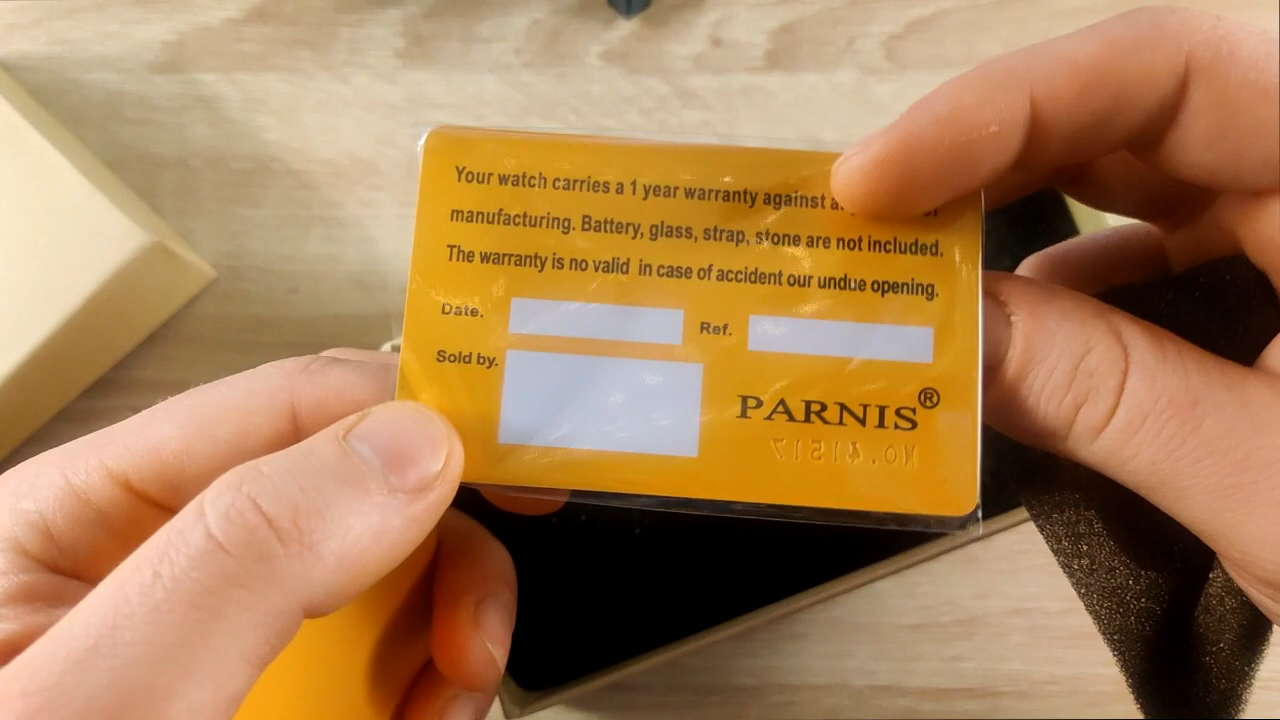 Your watch carries a 1 year warranty against
manufacturing. Battery, glass, strap, stone are not included.
The warranty is no valid in case of accident our undue opening.
Date.
Ref.
Sold by.
PARNIS®
NO.41517